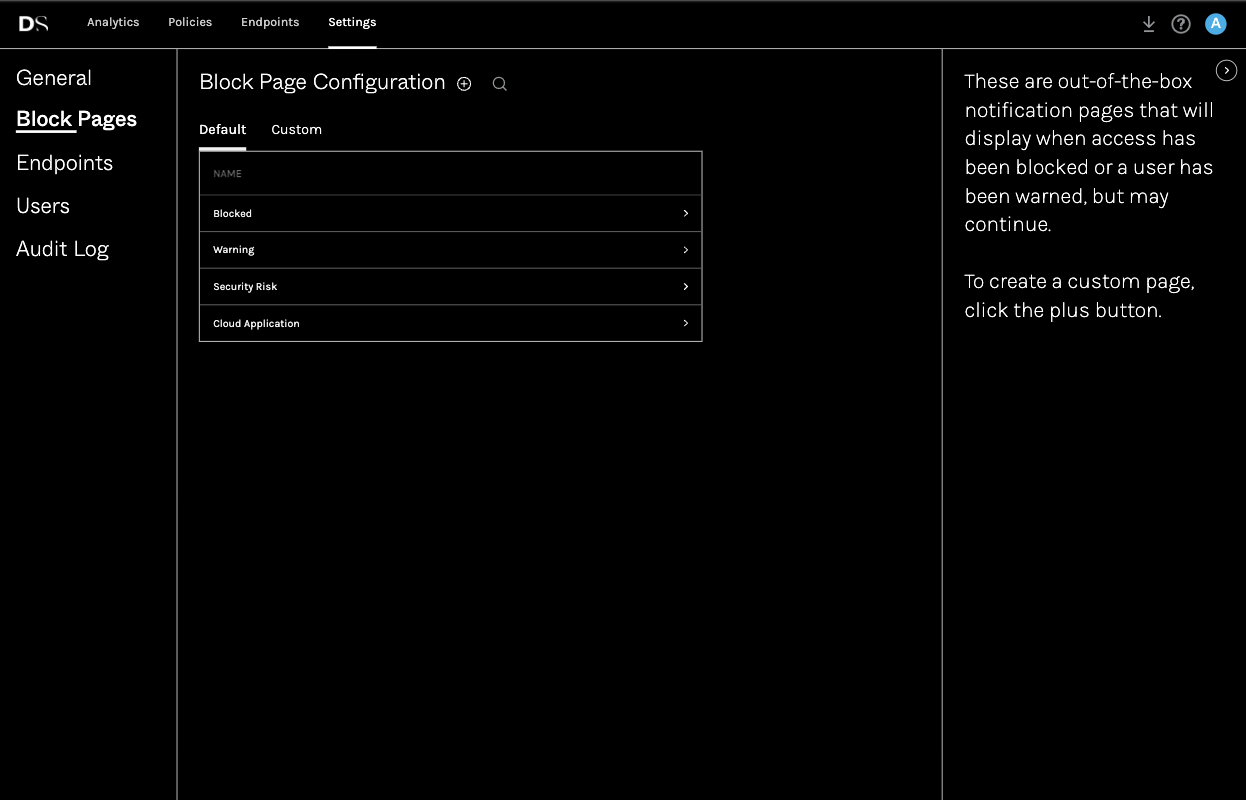 DS
Analytics Policies Endpoints Settings
A
General
Block Pages
Endpoints
Users
Audit Log
Block Page Configuration
Default Custom
NAME
Blocked
Warning
Security Risk
Cloud Application
These are out-of-the-box
notification pages that will
display when access has
been blocked or a user has
been warned, but may
continue.
To create a custom page,
click the plus button.